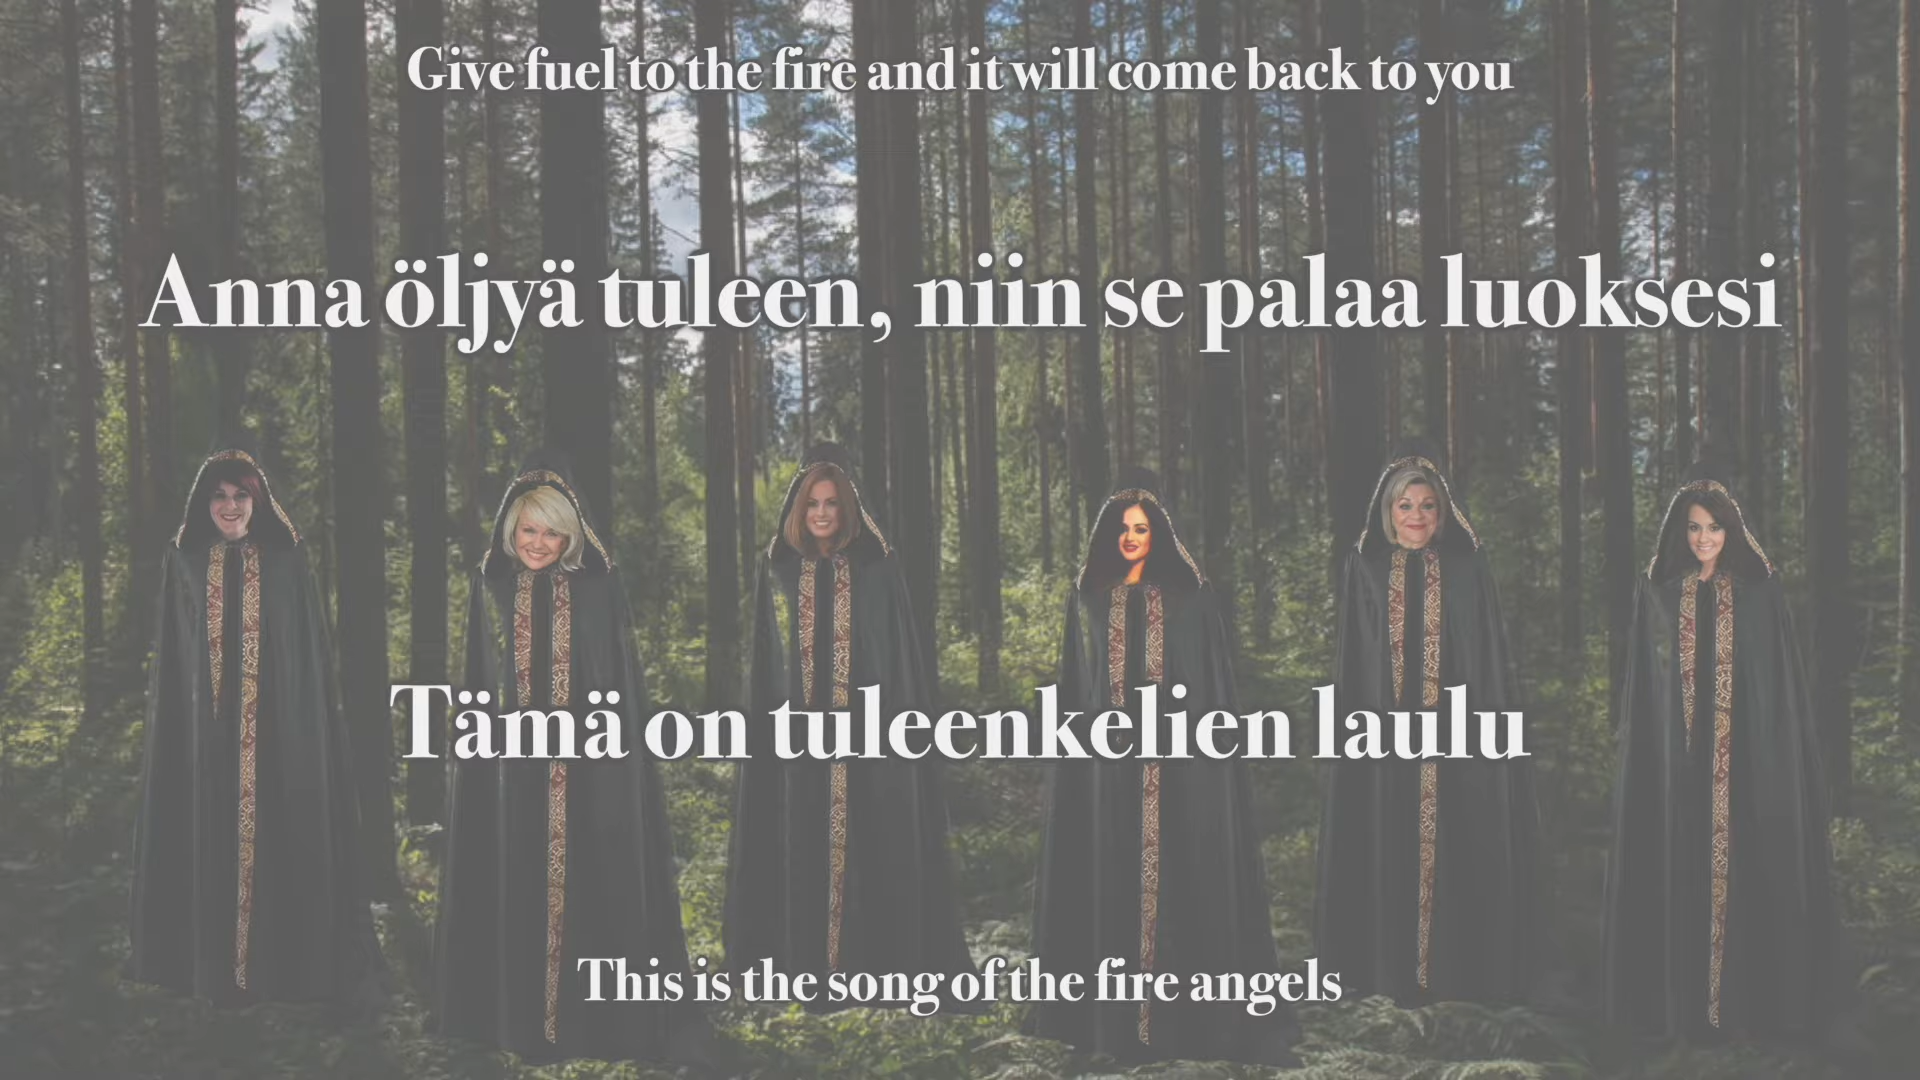 Give fuel to the fire and it will come back to you
Anna öljyä tuleen, niin se palaa luoksesi
Tämä on tuleenkelien laulu
This is the song of the fire angels